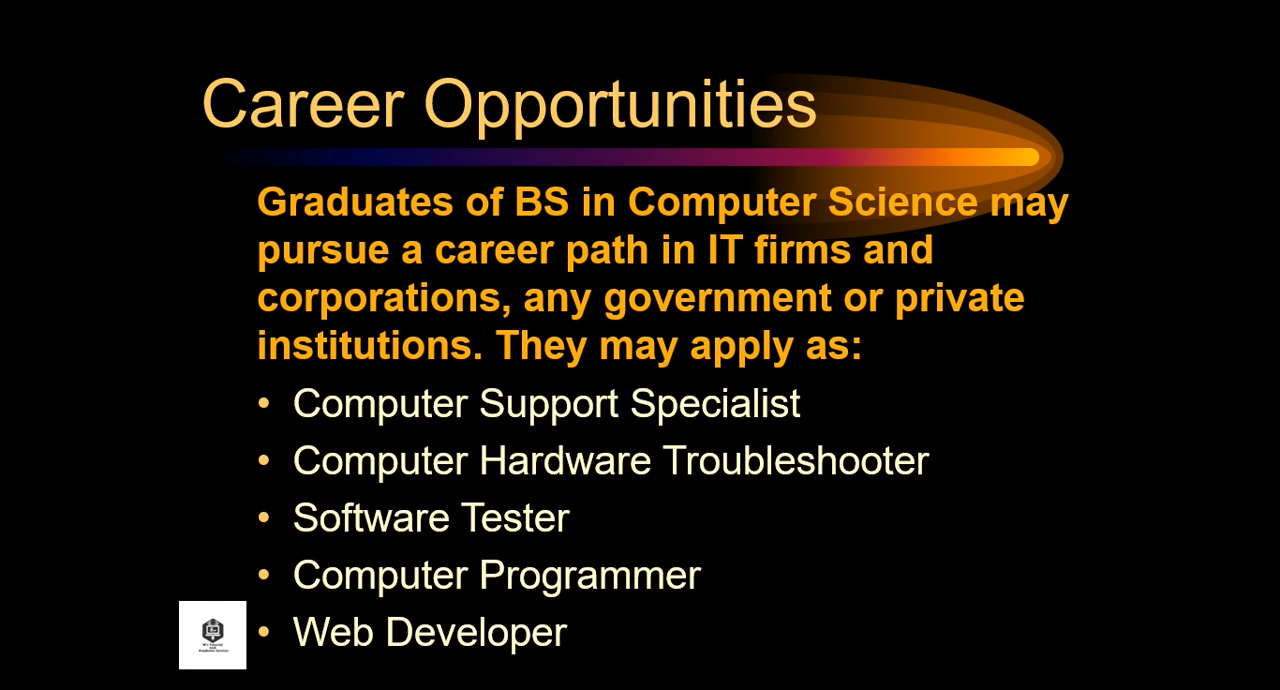 Career Opportunities
Graduates of BS in Computer Science may
pursue a career path in IT firms and
corporations, any government or private
institutions. They may apply as:
• Computer Support Specialist
• Computer Hardware Troubleshooter
• Software Tester
• Computer Programmer
• Web Developer